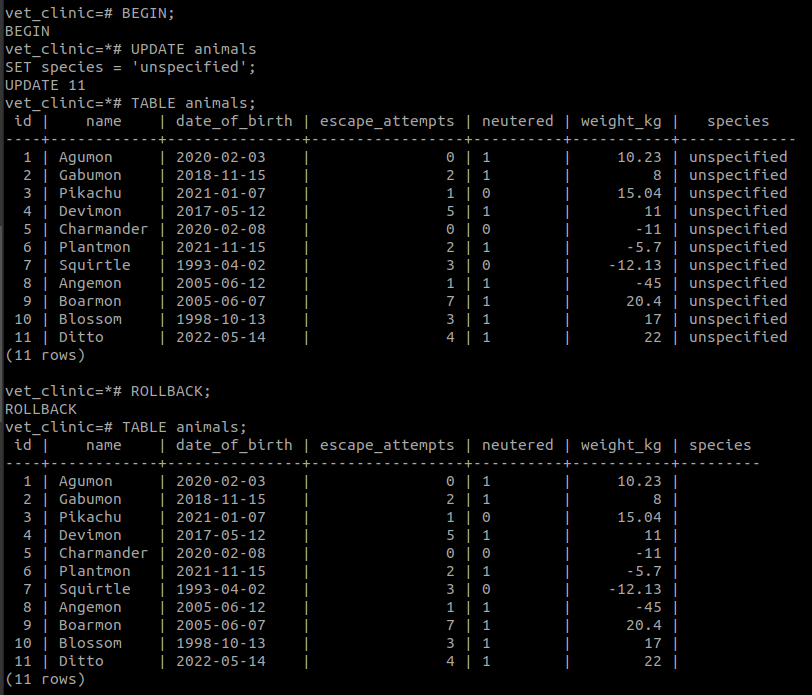 vet_clinic=# BEGIN;
BEGIN
vet_clinic=*# UPDATE animals
SET species = 'unspecified';
UPDATE 11
vet_clinic=*# TABLE animals;
 id |    name    | date_of_birth | escape_attempts | neutered | weight_kg |   species
----+------------+---------------+-----------------+----------+-----------+-------------
  1 | Agumon     | 2020-02-03    |               0 | 1        |     10.23 | unspecified
  2 | Gabumon    | 2018-11-15    |               2 | 1        |         8 | unspecified
  3 | Pikachu    | 2021-01-07    |               1 | 0        |     15.04 | unspecified
  4 | Devimon    | 2017-05-12    |               5 | 1        |        11 | unspecified
  5 | Charmander | 2020-02-08    |               0 | 0        |       -11 | unspecified
  6 | Plantmon   | 2021-11-15    |               2 | 1        |      -5.7 | unspecified
  7 | Squirtle   | 1993-04-02    |               3 | 0        |    -12.13 | unspecified
  8 | Angemon    | 2005-06-12    |               1 | 1        |       -45 | unspecified
  9 | Boarmon    | 2005-06-07    |               7 | 1        |      20.4 | unspecified
 10 | Blossom    | 1998-10-13    |               3 | 1        |        17 | unspecified
 11 | Ditto      | 2022-05-14    |               4 | 1        |        22 | unspecified
(11 rows)

vet_clinic=*# ROLLBACK;
ROLLBACK
vet_clinic=# TABLE animals;
 id |    name    | date_of_birth | escape_attempts | neutered | weight_kg | species
----+------------+---------------+-----------------+----------+-----------+---------
  1 | Agumon     | 2020-02-03    |               0 | 1        |     10.23 |
  2 | Gabumon    | 2018-11-15    |               2 | 1        |         8 |
  3 | Pikachu    | 2021-01-07    |               1 | 0        |     15.04 |
  4 | Devimon    | 2017-05-12    |               5 | 1        |        11 |
  5 | Charmander | 2020-02-08    |               0 | 0        |       -11 |
  6 | Plantmon   | 2021-11-15    |               2 | 1        |      -5.7 |
  7 | Squirtle   | 1993-04-02    |               3 | 0        |    -12.13 |
  8 | Angemon    | 2005-06-12    |               1 | 1        |       -45 |
  9 | Boarmon    | 2005-06-07    |               7 | 1        |      20.4 |
 10 | Blossom    | 1998-10-13    |               3 | 1        |        17 |
 11 | Ditto      | 2022-05-14    |               4 | 1        |        22 |
(11 rows)